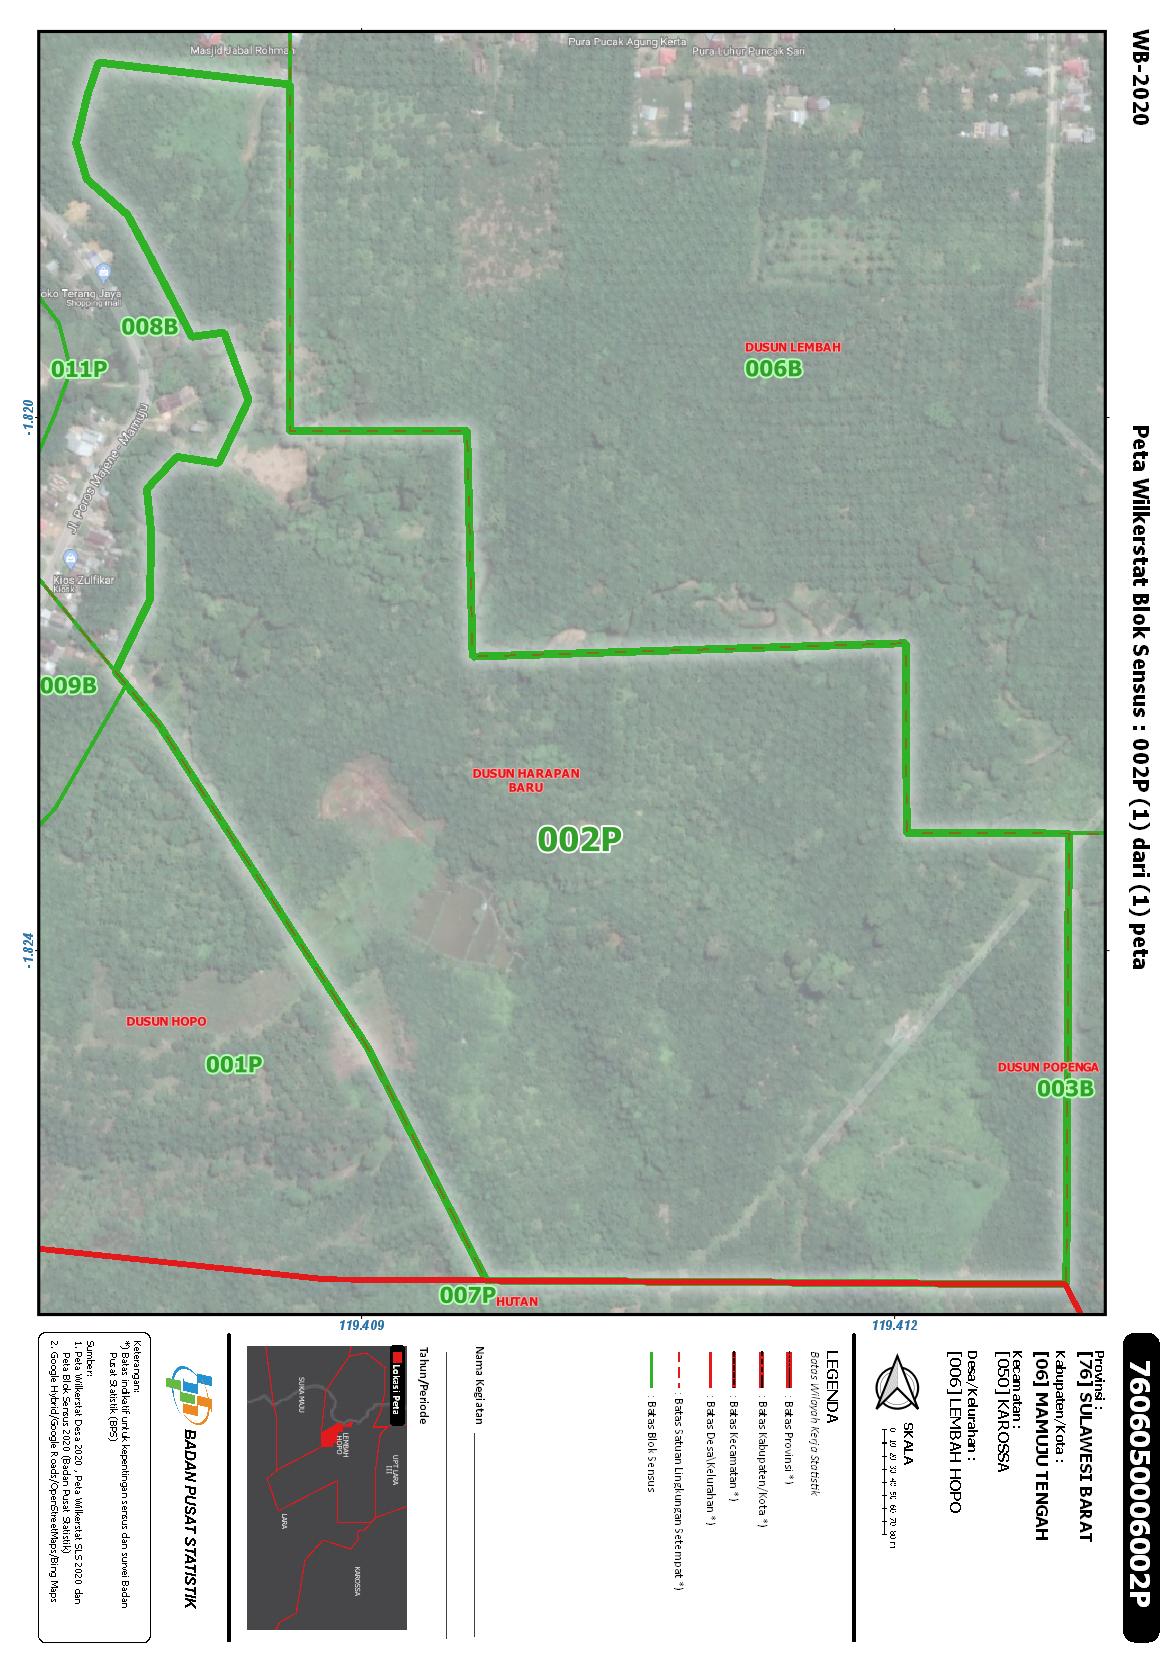 WB-2020
Peta Wilkerstat Blok Sensus : 002P (1) dari (1) peta
Masjid Jabal Rohman
Pura Pucak Agung Kerta
Pura Luhur Puncak Sari
oko Terang Jaya
Shopping mall
008B
011P
DUSUN LEMBAH
006B
-1.820
Jl. Poros Majene - Mamuju
Kios Zulfikar
Kiosk
009B
DUSUN HARAPAN
BARU
002P
-1.824
DUSUN HOPO
001P
DUSUN POPENGA
003B
007P
HUTAN
119.409
119.412
7606050006002P
Provinsi :
[76] SULAWESI BARAT
Kabupaten/Kota :
[06] MAMUJU TENGAH
Kecamatan :
[050] KAROSSA
Desa/Kelurahan :
[006] LEMBAH HOPO
SKALA
0 10 20 30 40 50 60 70 80 m
LEGENDA
Batas Wilayah Kerja Statistik
: Batas Provinsi *)
: Batas Kabupaten/Kota *)
: Batas Kecamatan *)
: Batas Desa\Kelurahan *)
: Batas Satuan Lingkungan Setempat *)
: Batas Blok Sensus
Nama Kegiatan
Tahun/Periode
Lokasi Peta
UPT LARA
III
SUKA MAJU
LEMBAH
HOPO
LARA
KAROSSA
BADAN PUSAT STATISTIK
Keterangan:
*) Batas indikatif untuk kepentingan sensus dan survei Badan
Pusat Statistik (BPS)
Sumber:
1. Peta Wilkerstat Desa 2020 , Peta Wilkerstat SLS 2020 dan
Peta Blok Sensus 2020 (Badan Pusat Statistik)
2. Google Hybrid/Google Roads/OpenStreetMaps/Bing Maps